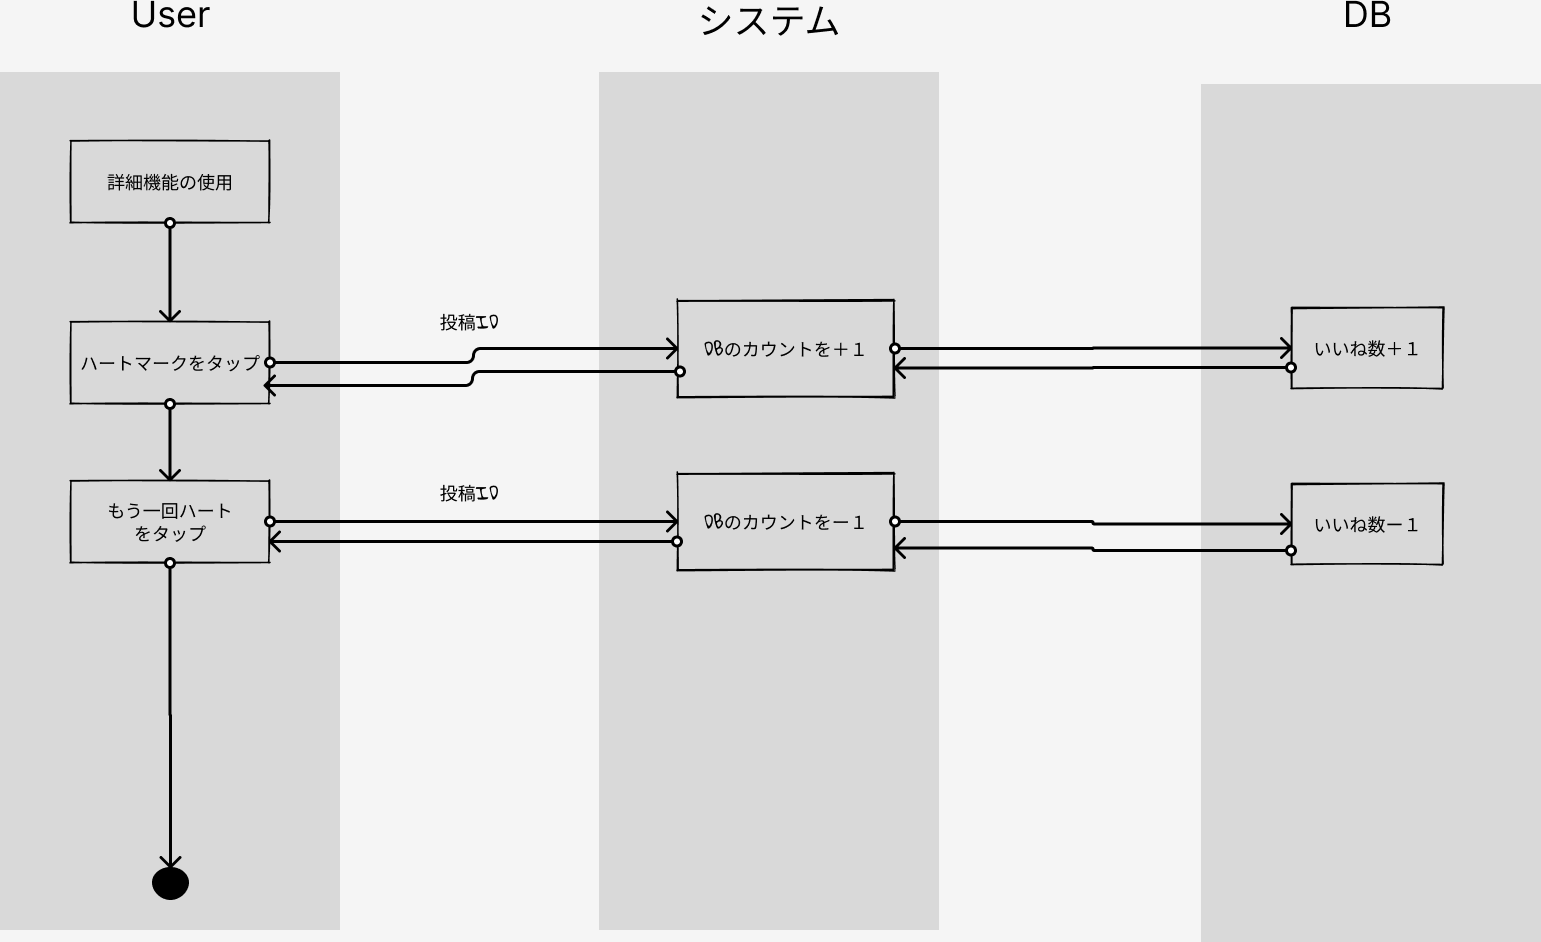 User
システム
DB
詳細機能の使用
ハートマークをタップ
投稿ID
DBのカウントを＋１
いいね数＋１
もう一回ハート
をタップ
投稿ID
DBのカウントをー１
いいね数ー１